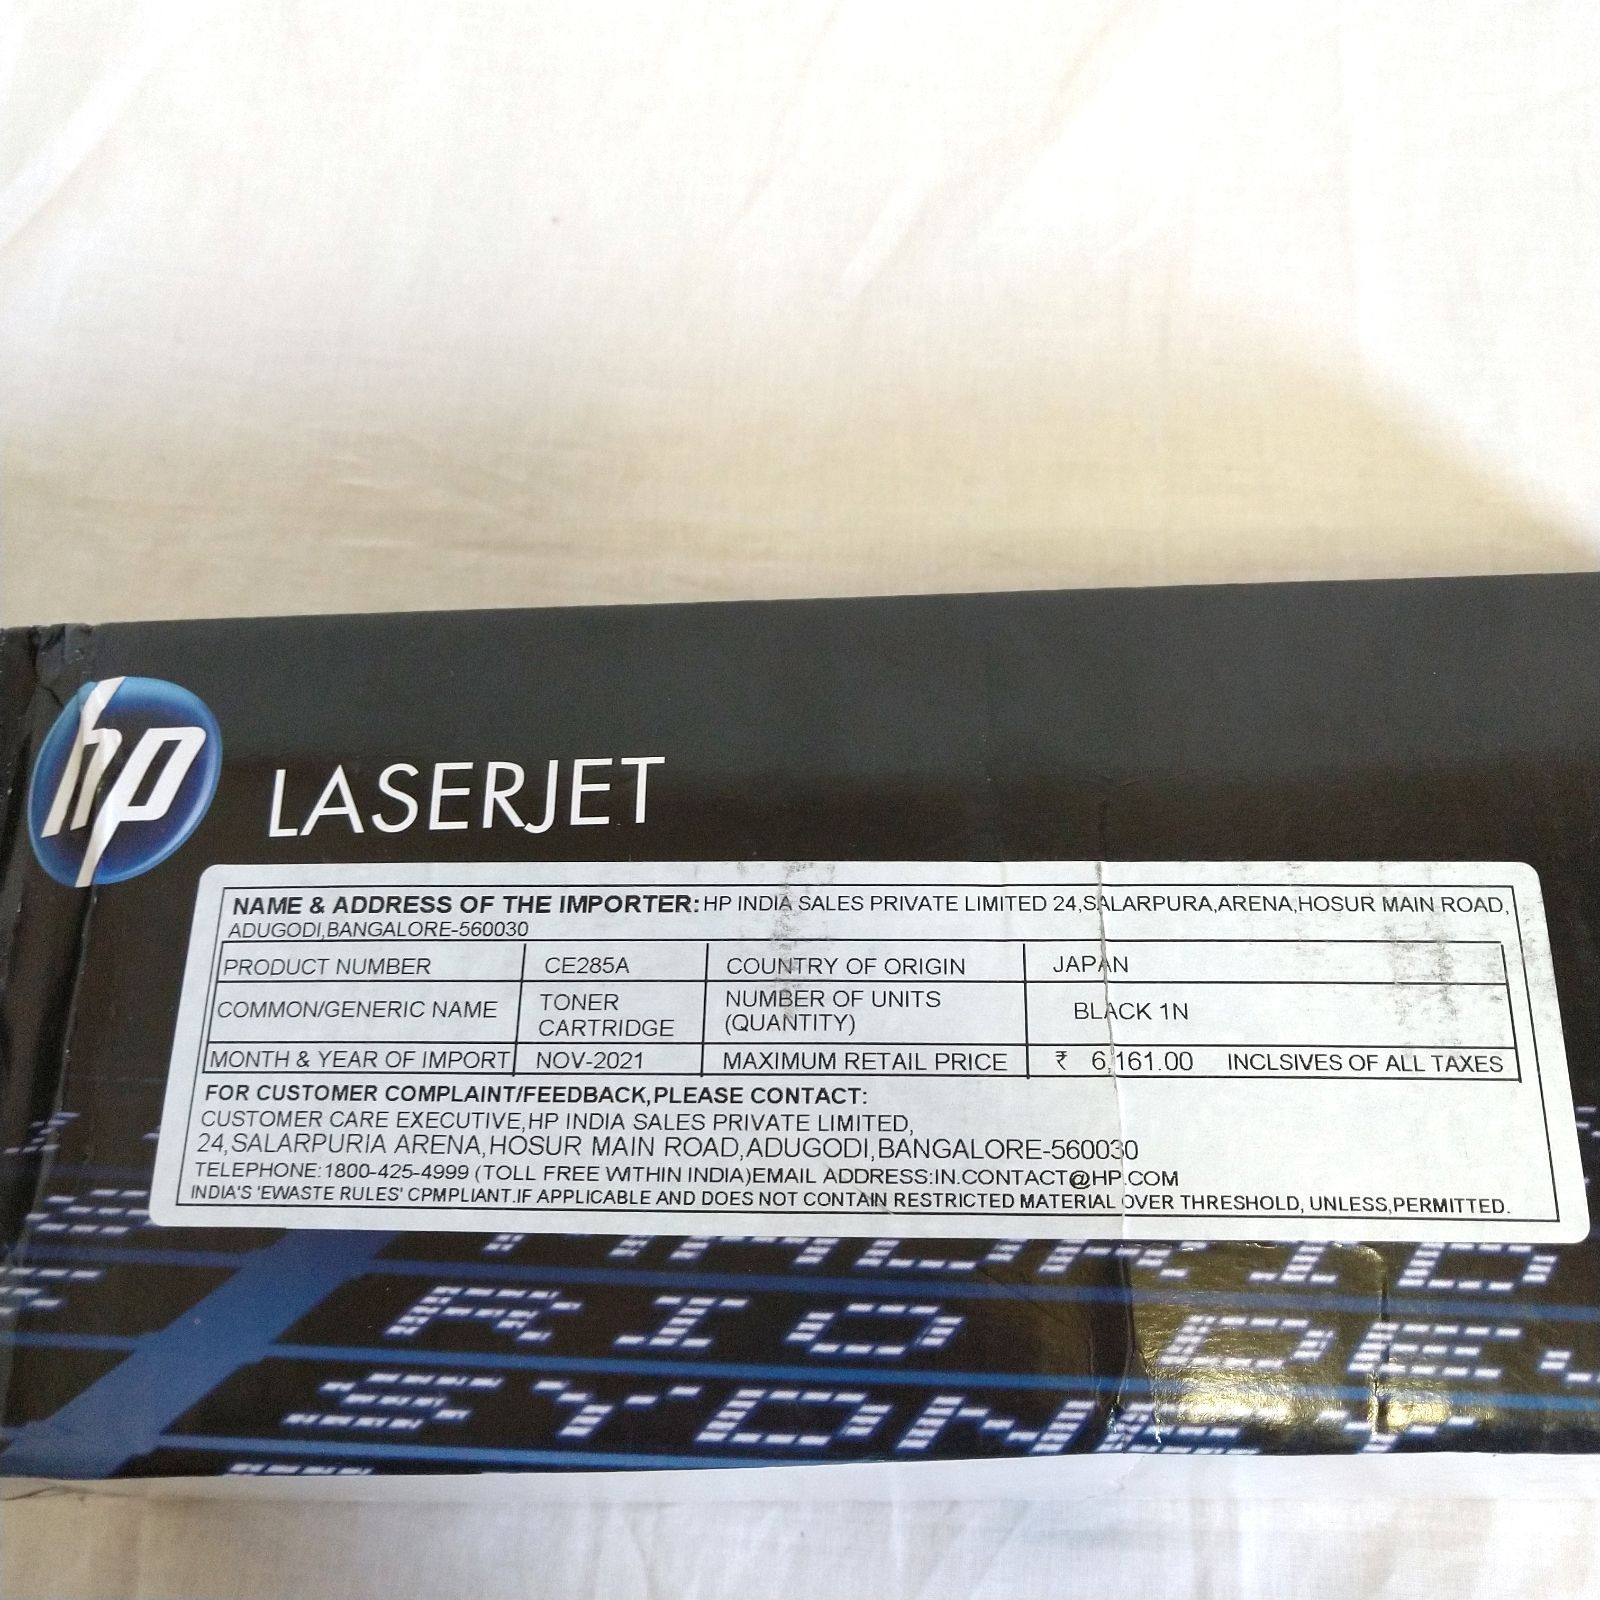 hp
LASERJET
NAME & ADDRESS OF THE IMPORTER: HP INDIA SALES PRIVATE LIMITED 24,SALARPURA,ARENA,HOSUR MAIN ROAD,
ADUGODI,BANGALORE-560030
PRODUCT NUMBER CE285A COUNTRY OF ORIGIN JAPAN
COMMON/GENERIC NAME TONER CARTRIDGE NUMBER OF UNITS (QUANTITY) BLACK 1N
MONTH & YEAR OF IMPORT NOV-2021 MAXIMUM RETAIL PRICE ₹ 6,161.00 INCLSIVES OF ALL TAXES
FOR CUSTOMER COMPLAINT/FEEDBACK,PLEASE CONTACT:
CUSTOMER CARE EXECUTIVE,HP INDIA SALES PRIVATE LIMITED,
24,SALARPURIA ARENA,HOSUR MAIN ROAD,ADUGODI,BANGALORE-560030
TELEPHONE:1800-425-4999 (TOLL FREE WITHIN INDIA)EMAIL ADDRESS:IN.CONTACT@HP.COM
INDIA'S 'EWASTE RULES' CPMPLIANT.IF APPLICABLE AND DOES NOT CONTAIN RESTRICTED MATERIAL OVER THRESHOLD, UNLESS,PERMITTED.
RIO DE
SYDNEY